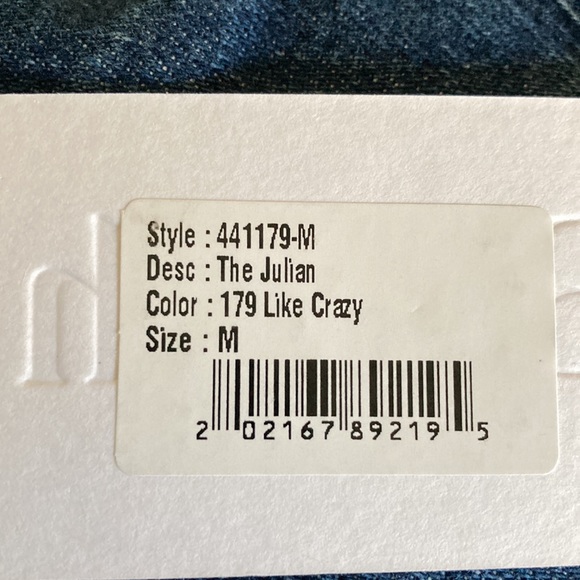 Style : 441179-M
Desc : The Julian
Color : 179 Like Crazy
Size : M
2 02167 89219 5